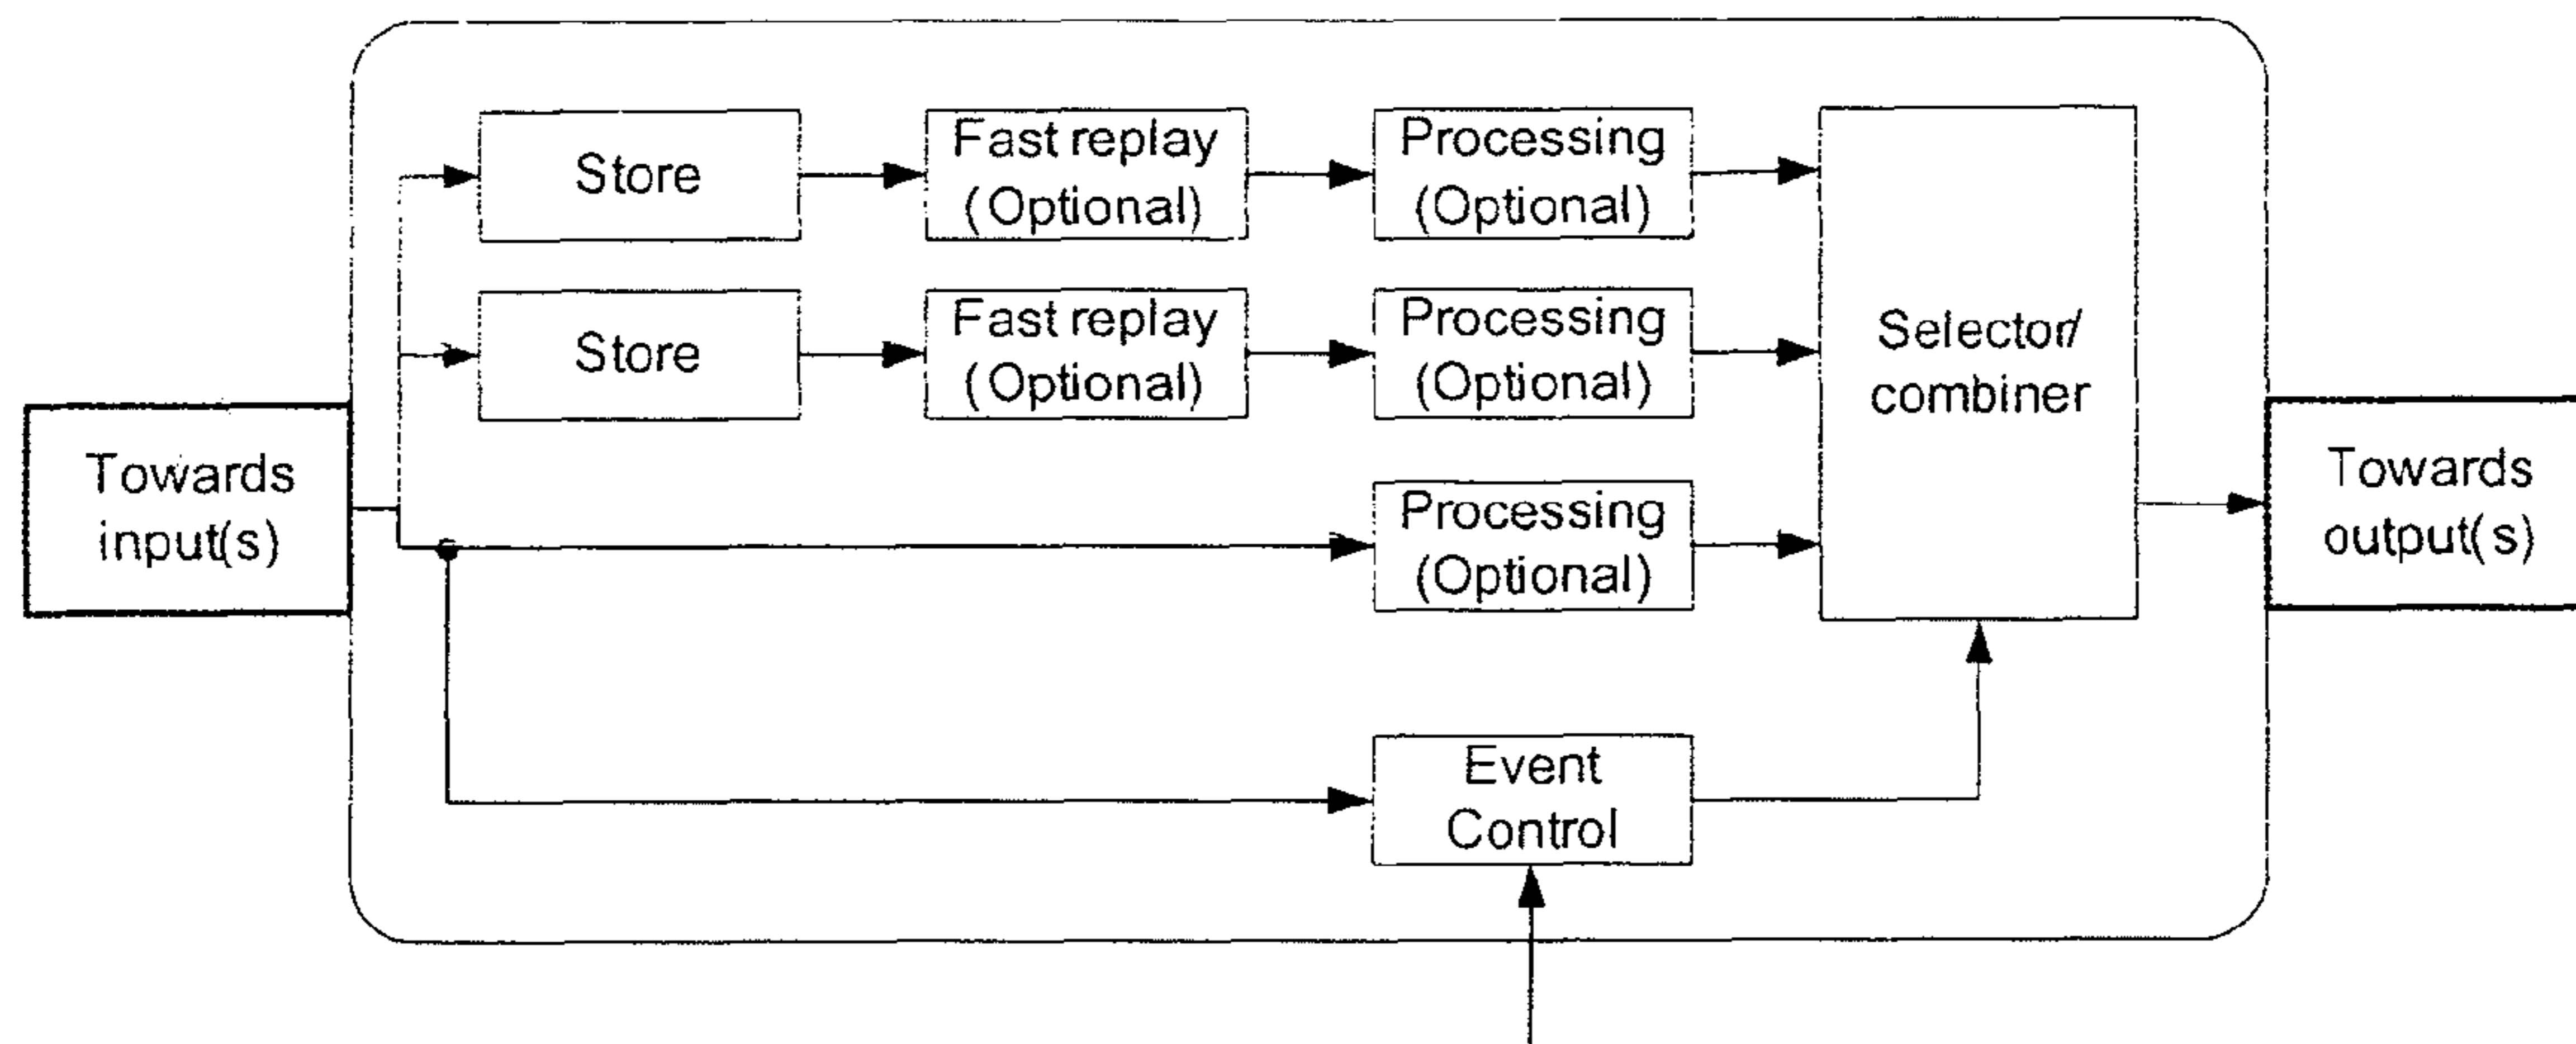 Store
Fast replay
(Optional)
Processing
(Optional)
Store
Fast replay
(Optional)
Processing
(Optional)
Selector/
combiner
Towards
input(s)
Processing
(Optional)
Towards
output(s)
Event
Control